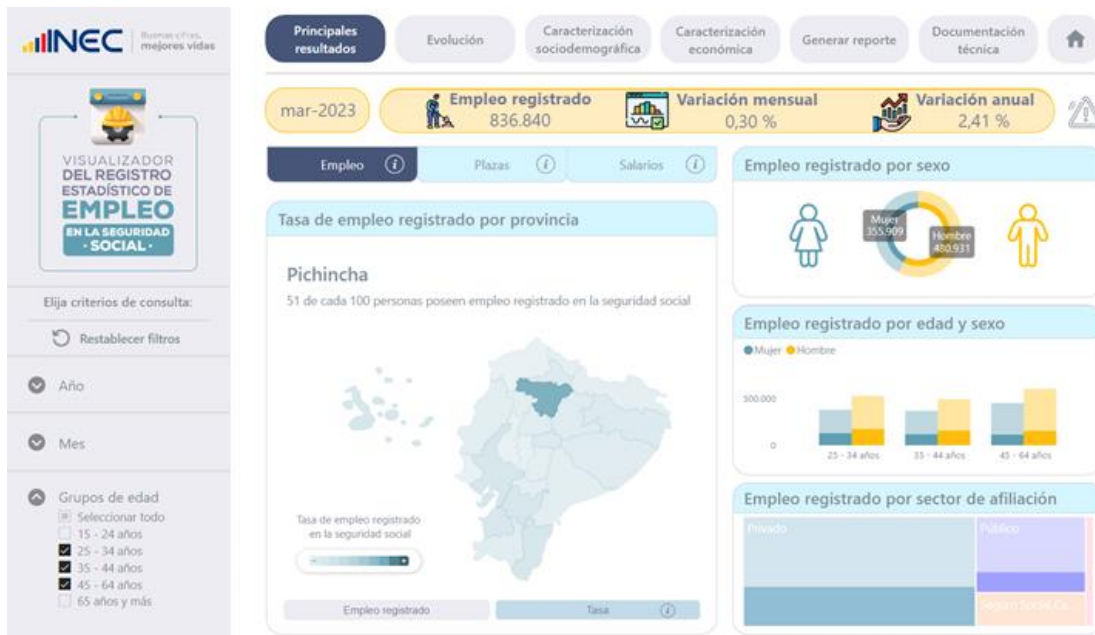 INEC
Buenas cifras,
mejores vidas
Principales
resultados
Evolución
Caracterización
sociodemográfica
Caracterización
económica
Generar reporte
Documentación
técnica
mar-2023
Empleo registrado
836.840
Variación mensual
0,30 %
Variación anual
2,41 %
VISUALIZADOR
DEL REGISTRO
ESTADÍSTICO DE
EMPLEO
EN LA SEGURIDAD
· SOCIAL ·
Elija criterios de consulta:
Restablecer filtros
Año
Mes
Grupos de edad
Seleccionar todo
15 - 24 años
25 - 34 años
35 - 44 años
45 - 64 años
65 años y más
Empleo
Plazas
Salarios
Tasa de empleo registrado por provincia
Pichincha
51 de cada 100 personas poseen empleo registrado en la seguridad social
Tasa de empleo registrado
en la seguridad social
- +
Empleo registrado
Tasa
Empleo registrado por sexo
Mujer
355.909
Hombre
480.931
Empleo registrado por edad y sexo
Mujer Hombre
500.000
0
25 - 34 años
35 - 44 años
45 - 64 años
Empleo registrado por sector de afiliación
Privado
Público
Seguro Social Ca...